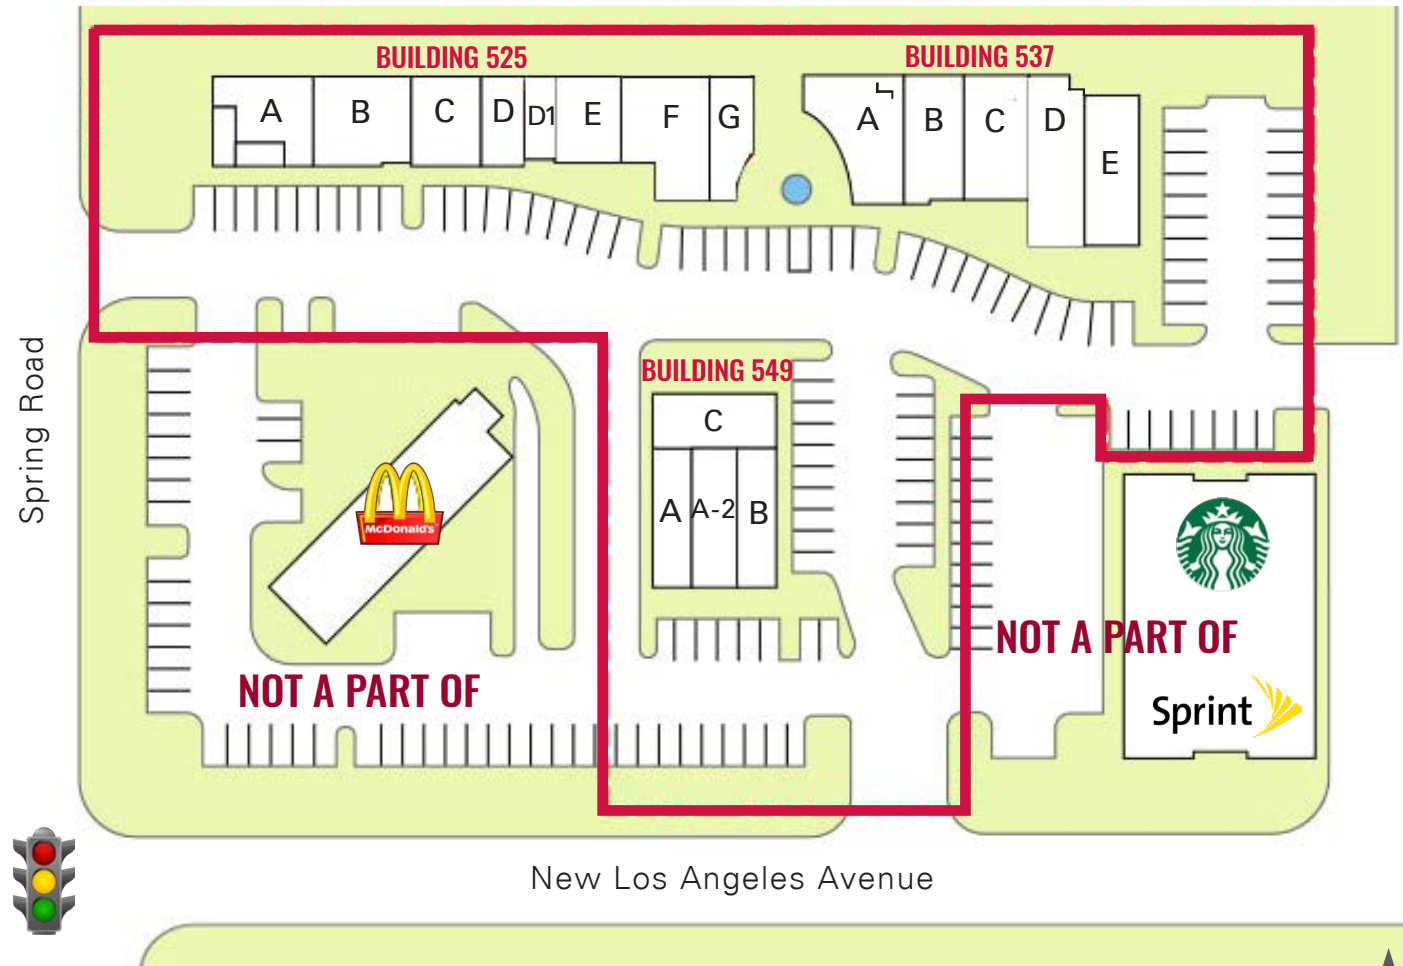 BUILDING 525
BUILDING 537
A B C D D1 E F G
A B C D E
BUILDING 549
C
A A-2 B
Spring Road
McDonald's
NOT A PART OF
NOT A PART OF
Sprint
New Los Angeles Avenue